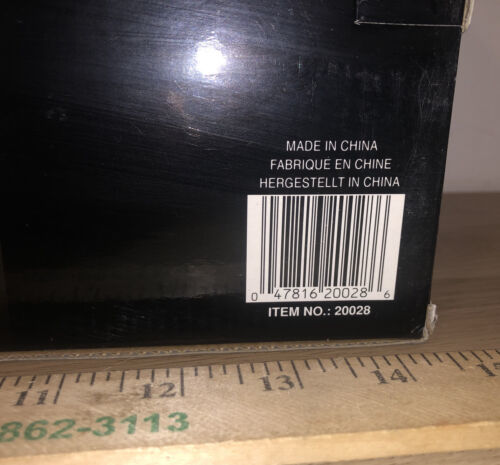 MADE IN CHINA
FABRIQUÉ EN CHINE
HERGESTELLT IN CHINA
0 47816 20028 6
ITEM NO.: 20028
11 12 13 14
862-3113